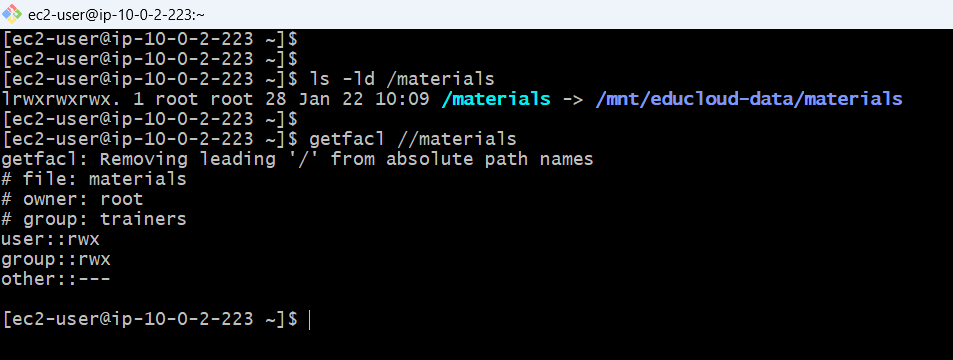 ec2-user@ip-10-0-2-223:~
[ec2-user@ip-10-0-2-223 ~]$
[ec2-user@ip-10-0-2-223 ~]$
[ec2-user@ip-10-0-2-223 ~]$ ls -ld /materials
lrwxrwxrwx. 1 root root 28 Jan 22 10:09 /materials -> /mnt/educloud-data/materials
[ec2-user@ip-10-0-2-223 ~]$
[ec2-user@ip-10-0-2-223 ~]$ getfacl //materials
getfacl: Removing leading '/' from absolute path names
# file: materials
# owner: root
# group: trainers
user::rwx
group::rwx
other::---
[ec2-user@ip-10-0-2-223 ~]$